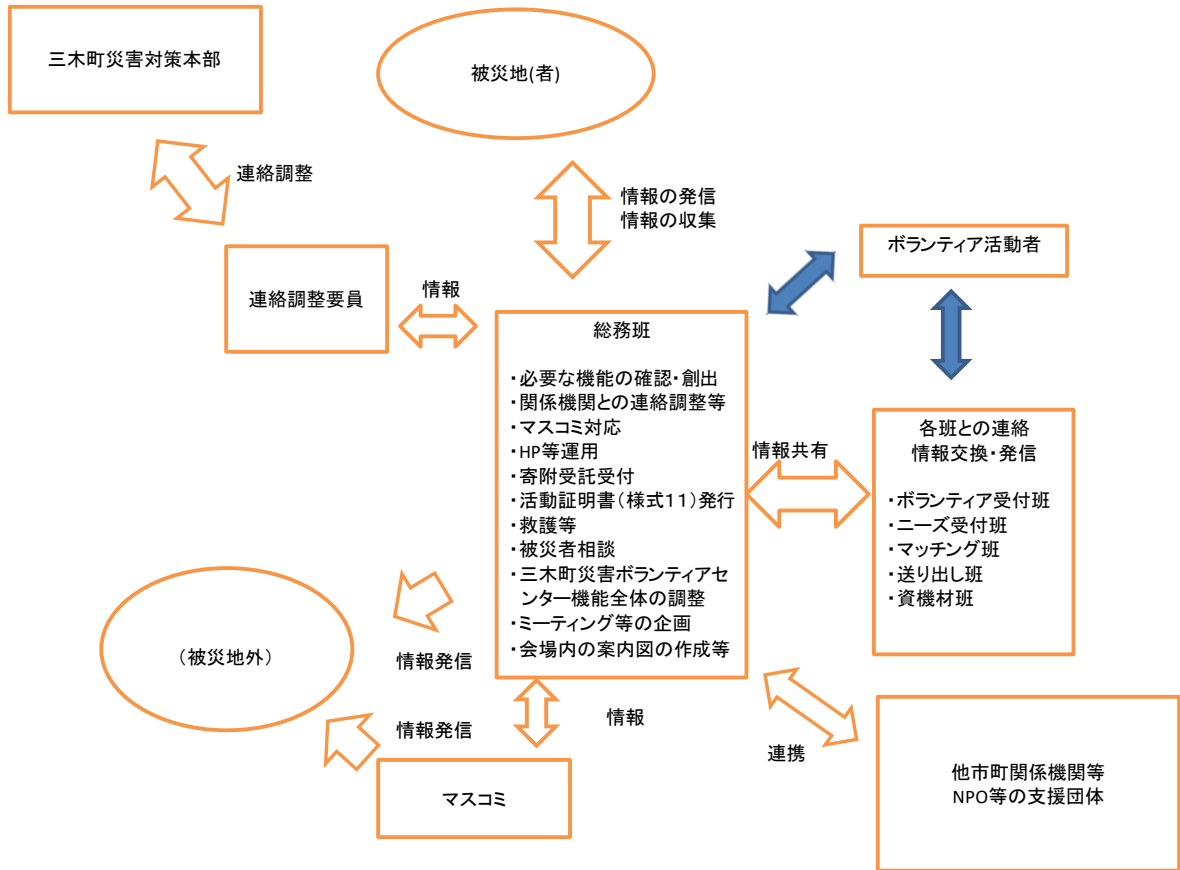 三木町災害対策本部
被災地(者)
連絡調整
情報の発信
情報の収集
ボランティア活動者
連絡調整要員
情報
総務班
・必要な機能の確認・創出
・関係機関との連絡調整等
・マスコミ対応
・HP等運用
・寄附受託受付
・活動証明書(様式11)発行
・救護等
・被災者相談
・三木町災害ボランティアセ
ンター機能全体の調整
・ミーティング等の企画
・会場内の案内図の作成等
情報共有
各班との連絡
情報交換・発信
・ボランティア受付班
・ニーズ受付班
・マッチング班
・送り出し班
・資機材班
（被災地外）
情報発信
情報発信
情報
マスコミ
連携
他市町関係機関等
NPO等の支援団体